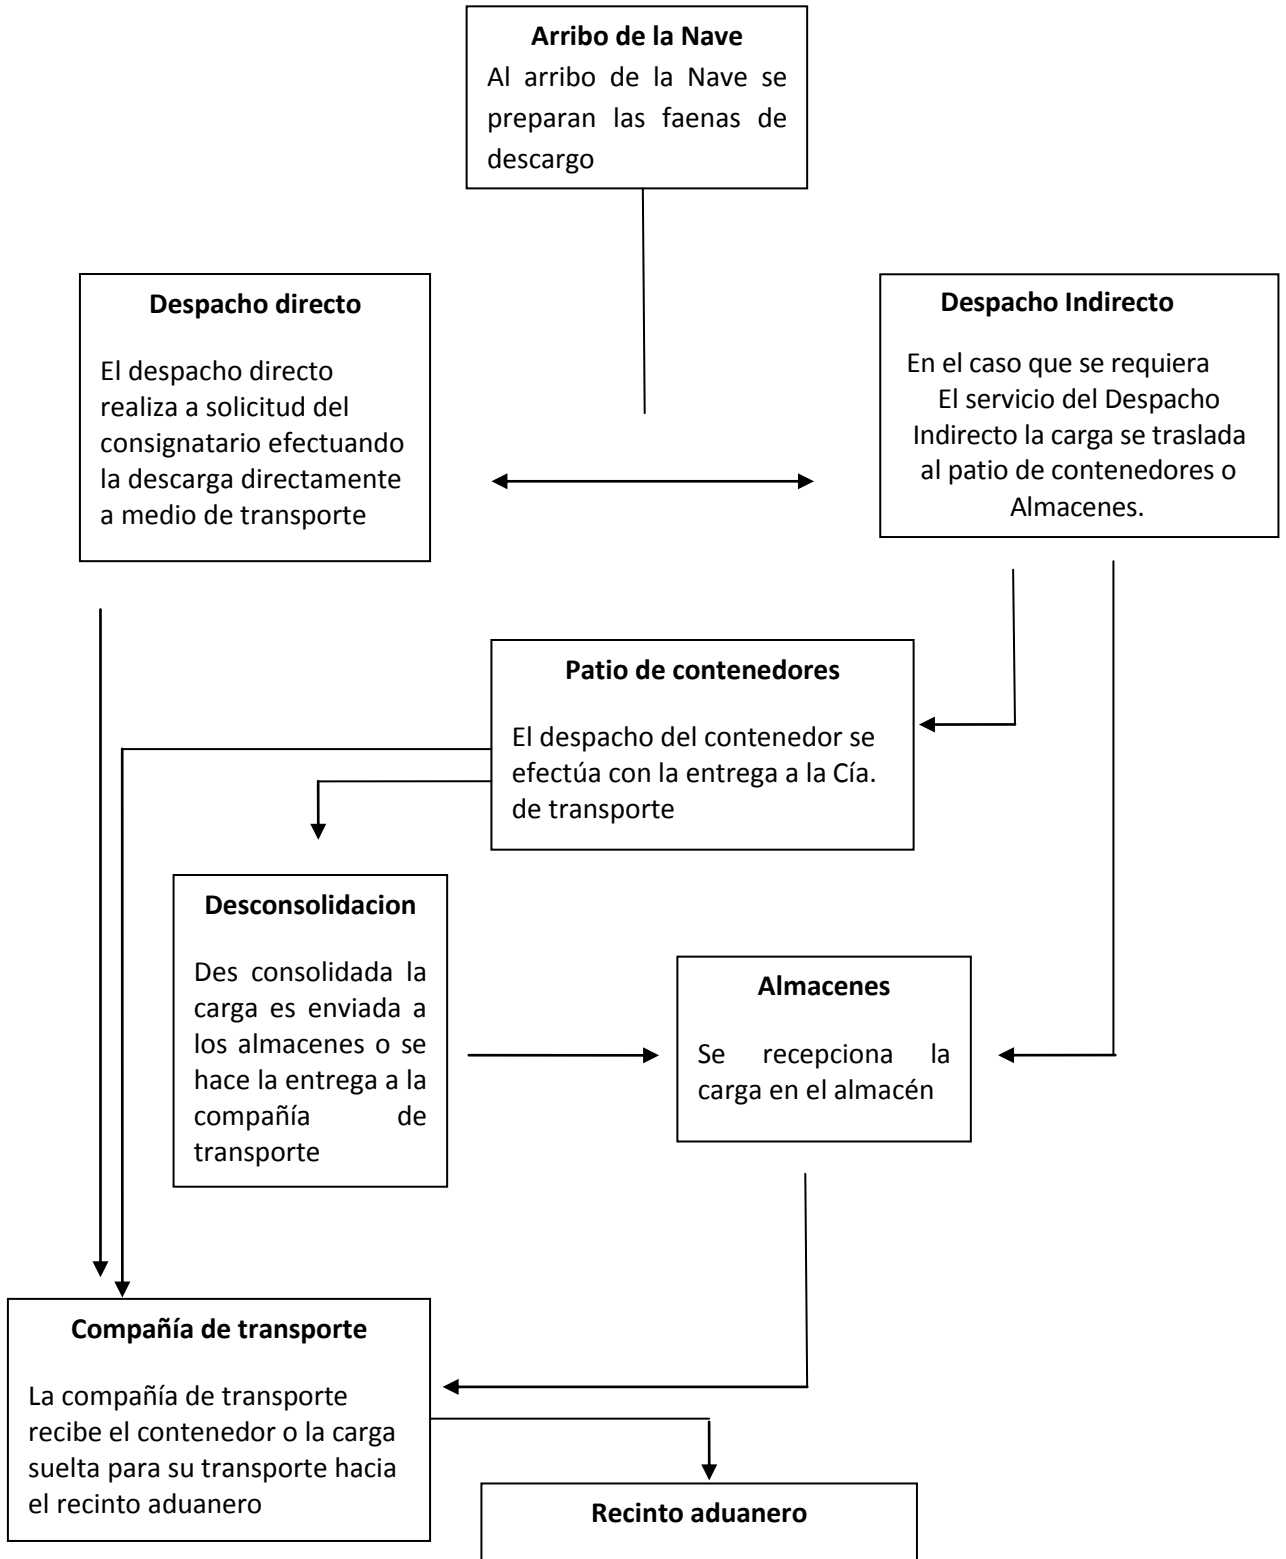 Arribo de la Nave
Al arribo de la Nave se
preparan las faenas de
descargo
Despacho directo
El despacho directo
realiza a solicitud del
consignatario efectuando
la descarga directamente
a medio de transporte
Despacho Indirecto
En el caso que se requiera
El servicio del Despacho
Indirecto la carga se traslada
al patio de contenedores o
Almacenes.
Patio de contenedores
El despacho del contenedor se
efectúa con la entrega a la Cía.
de transporte
Desconsolidacion
Des consolidada la
carga es enviada a
los almacenes o se
hace la entrega a la
compañía de
transporte
Almacenes
Se recepciona la
carga en el almacén
Compañía de transporte
La compañía de transporte
recibe el contenedor o la carga
suelta para su transporte hacia
el recinto aduanero
Recinto aduanero